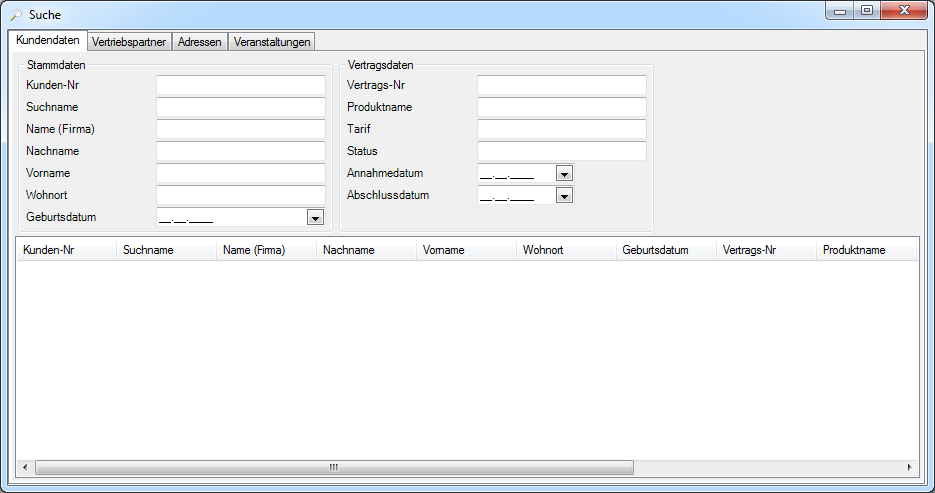 Suche
Kundendaten Vertriebspartner Adressen Veranstaltungen
Stammdaten
Kunden-Nr
Suchname
Name (Firma)
Nachname
Vorname
Wohnort
Geburtsdatum __.__.____
Vertragsdaten
Vertrags-Nr
Produktname
Tarif
Status
Annahmedatum __.__.____
Abschlussdatum __.__.____
Kunden-Nr Suchname Name (Firma) Nachname Vorname Wohnort Geburtsdatum Vertrags-Nr Produktname